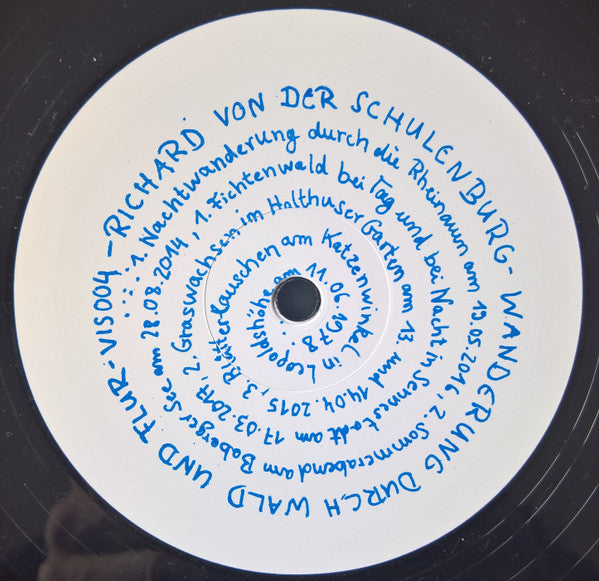 VIS004 - RICHARD VON DER SCHULENBURG - WANDERUNG DURCH WALD UND FLUR -
...1. Nachtwanderung durch die Rheinauen am 19.05.2016, 2. Sommerabend am Boberger See am 28.08.2014,
1. Fichtenwald bei Tag und bei Nacht in Sennestadt am 17.03.2017,
2. Graswachsen im Holthuser Garten am 13. und 14.04.2015,
3. Blätterlauschen am Katzenwinkel in Leopoldshöhe am 11.06.1978...